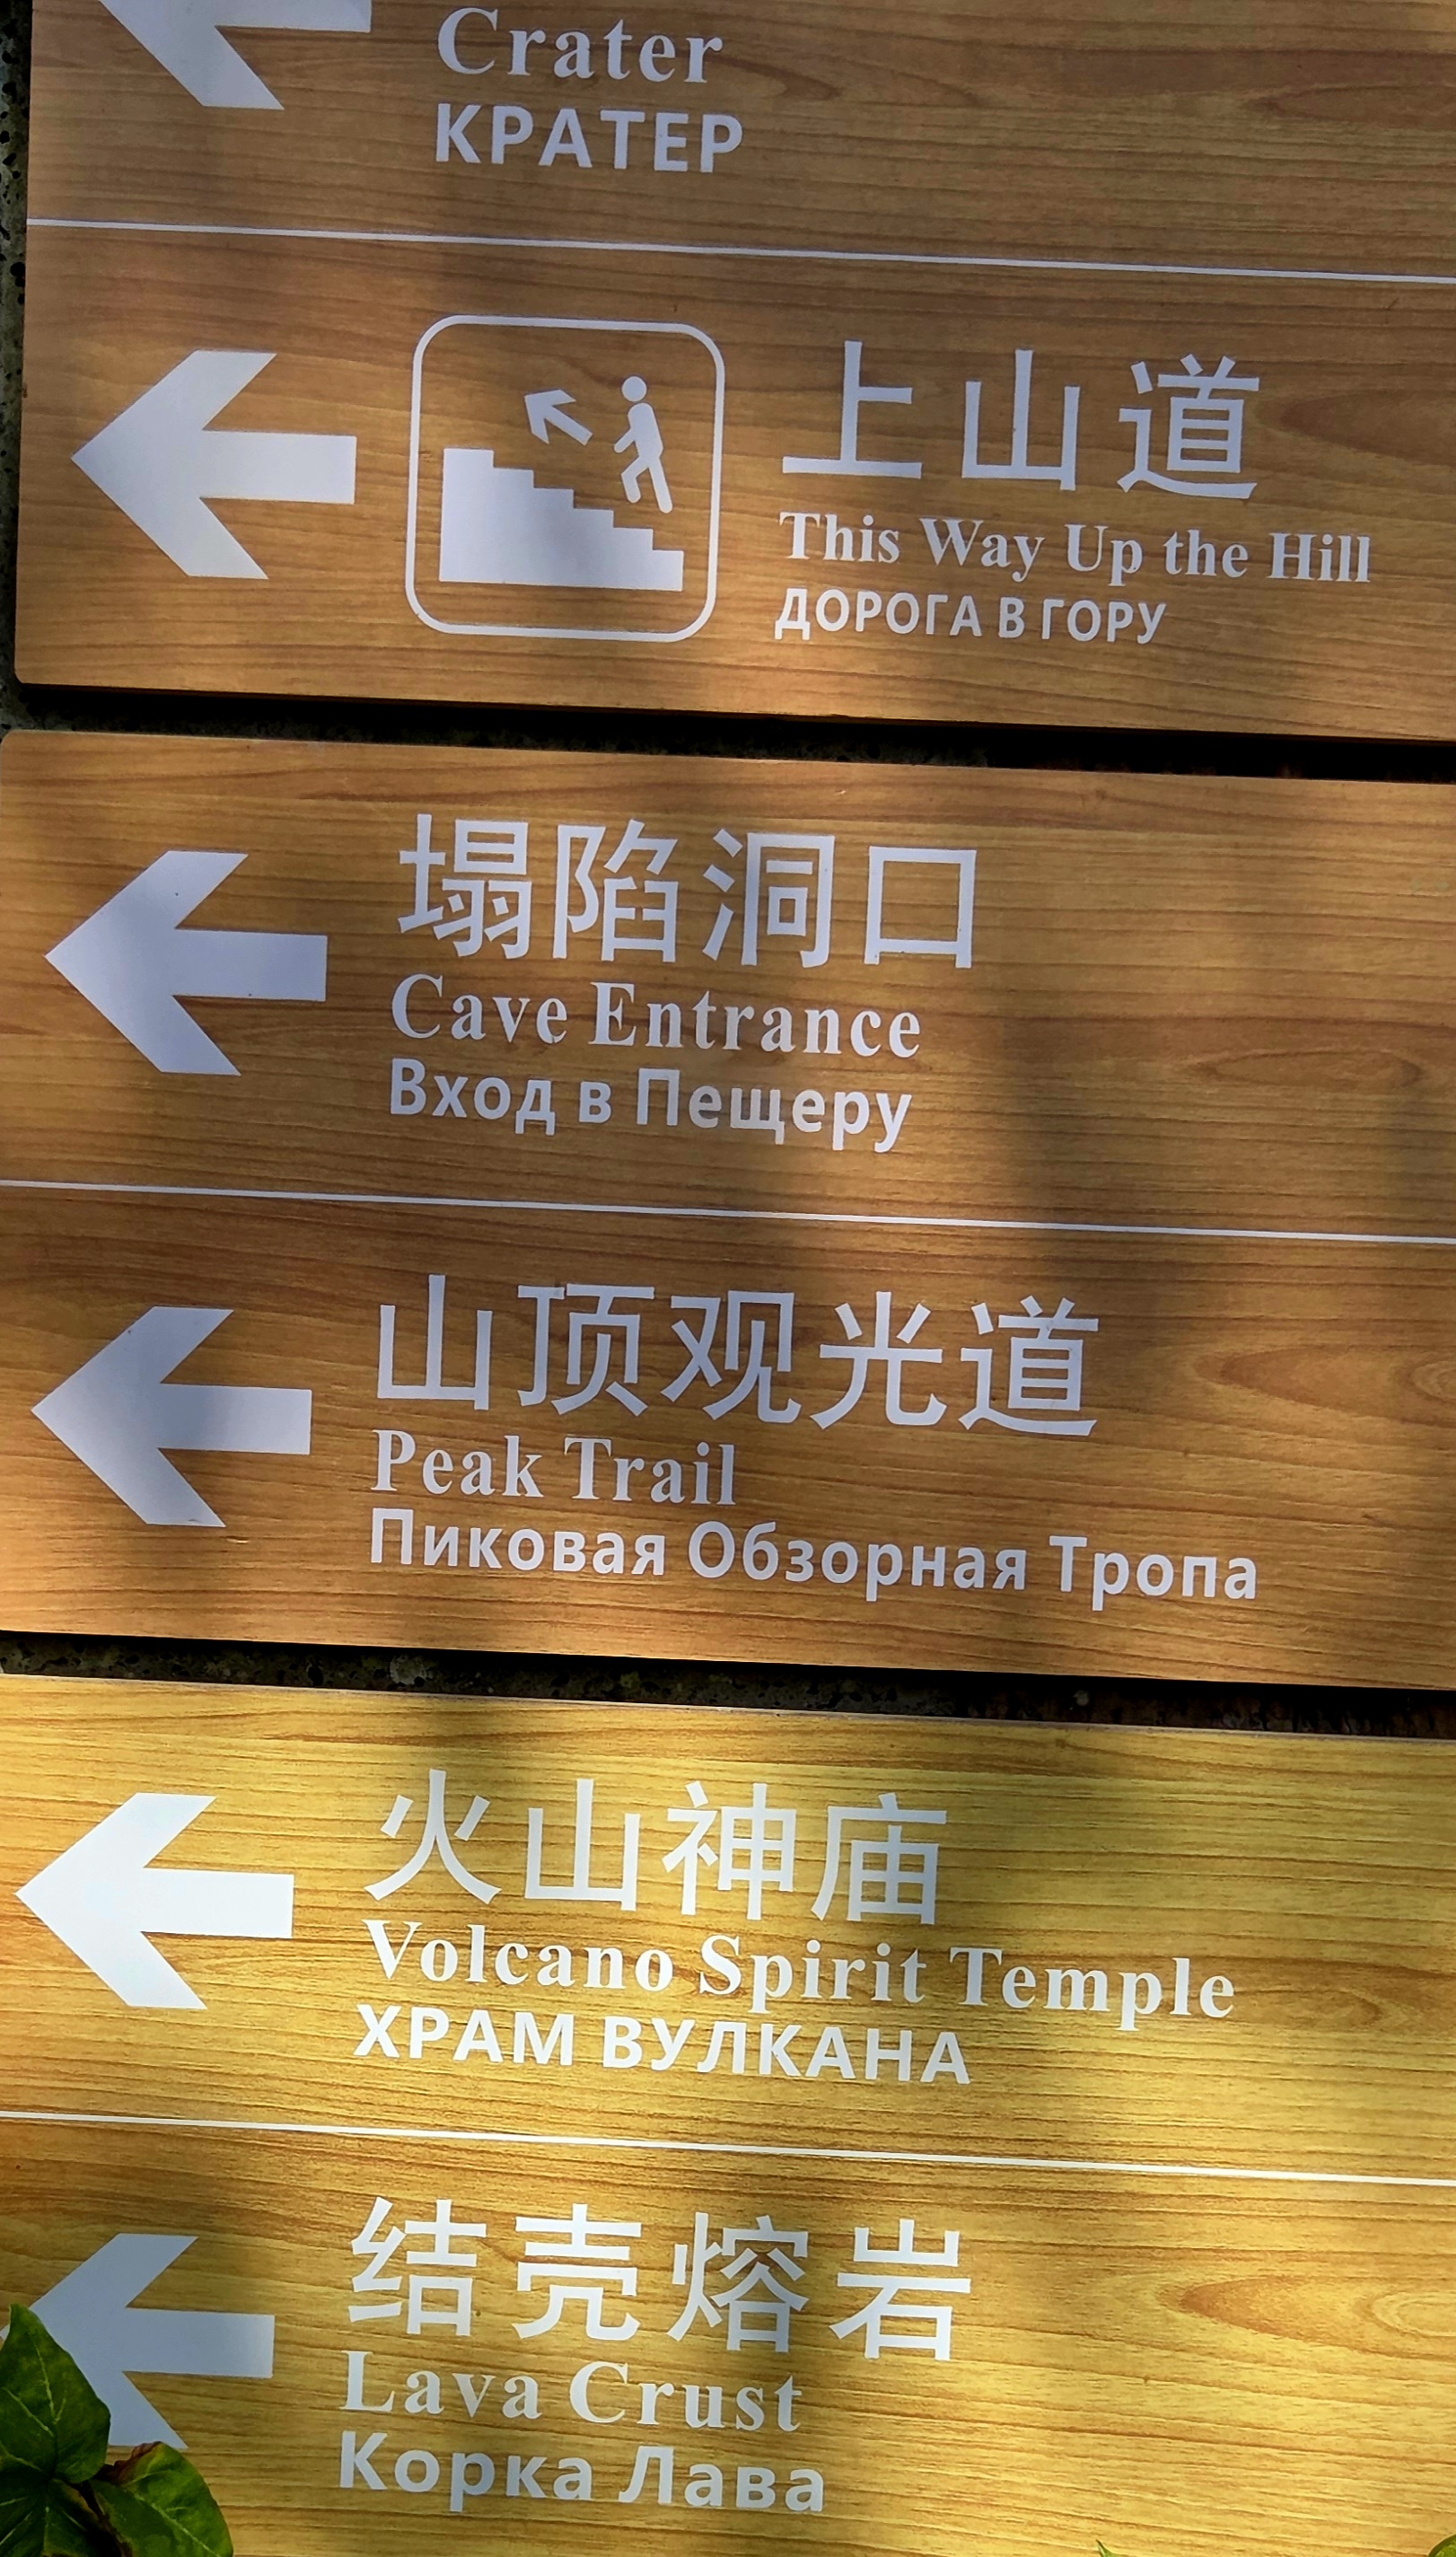 Crater
КРАТЕР
上山道
This Way Up the Hill
ДОРОГА В ГОРУ
塌陷洞口
Cave Entrance
Вход в Пещеру
山顶观光道
Peak Trail
Пиковая Обзорная Тропа
火山神庙
Volcano Spirit Temple
ХРАМ ВУЛКАНА
结壳熔岩
Lava Crust
Корка Лава